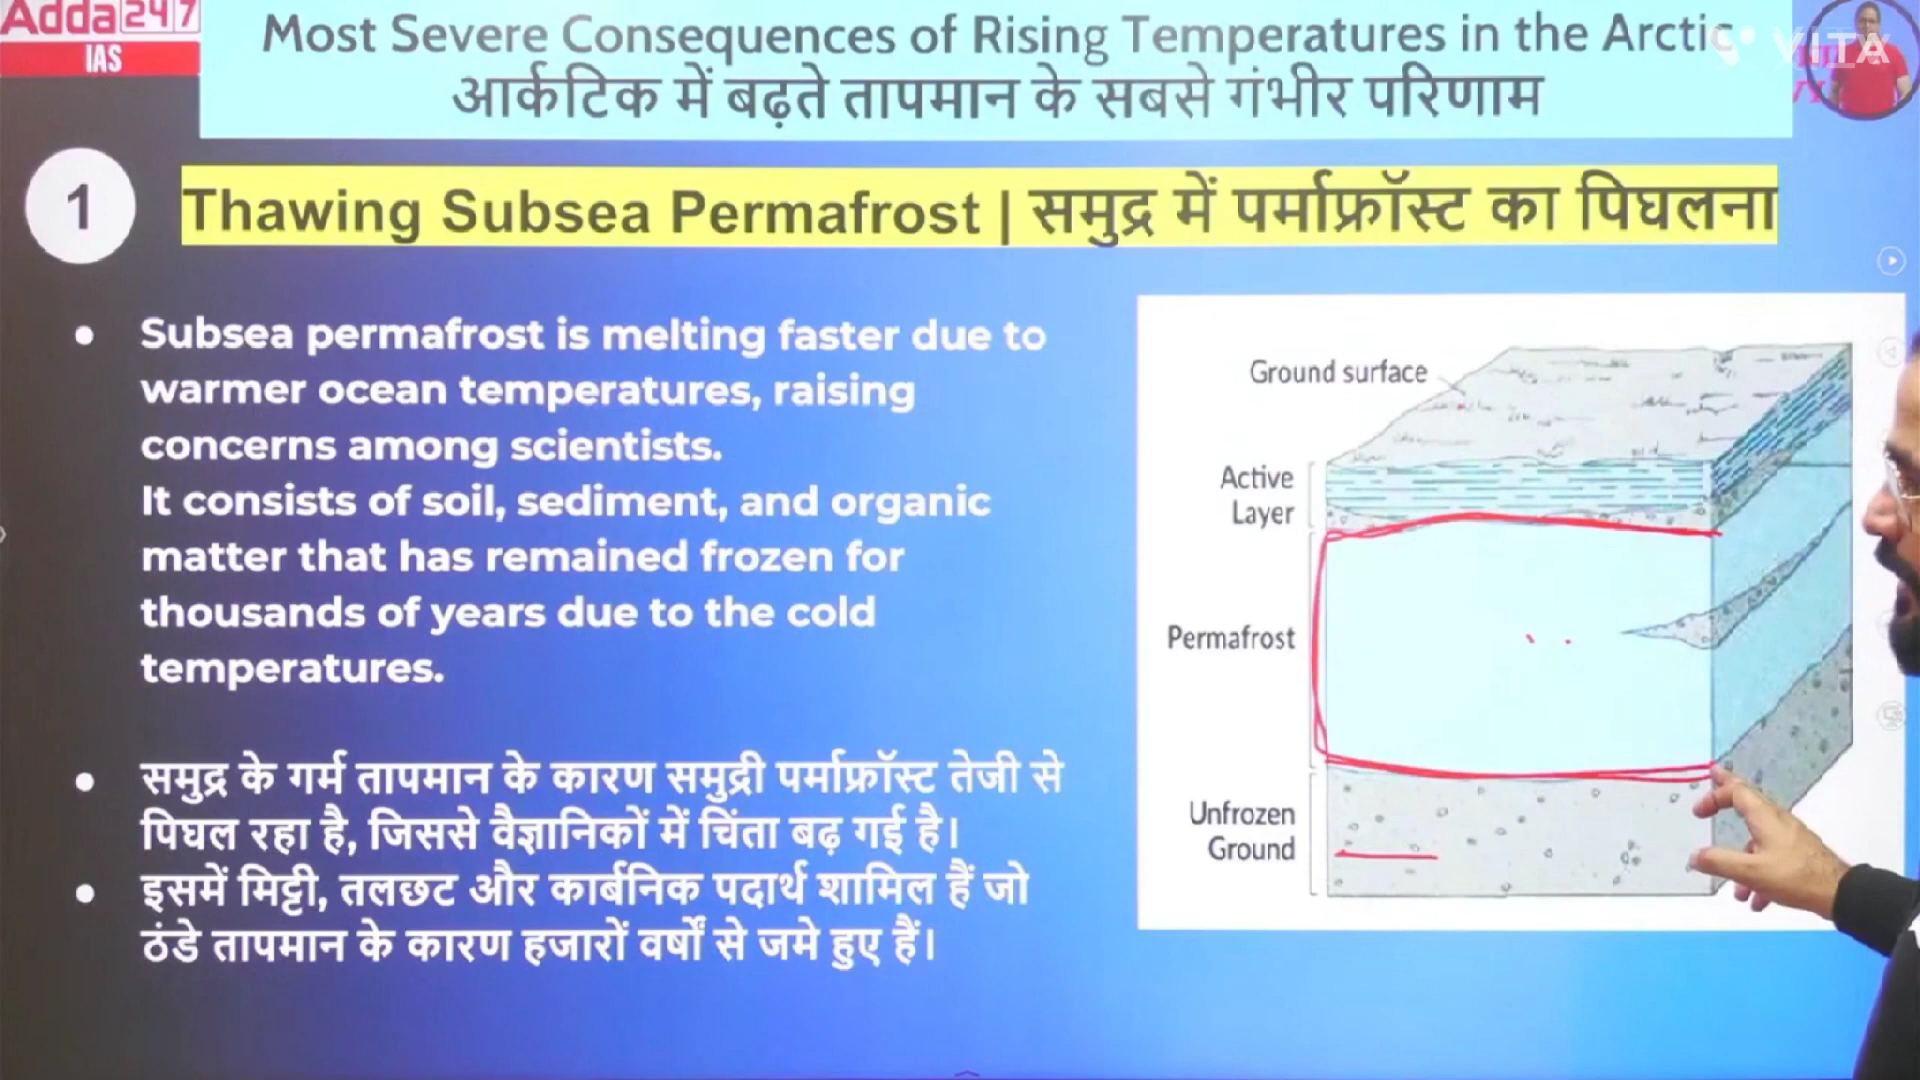 Adda247
IAS
Most Severe Consequences of Rising Temperatures in the Arctic
आर्कटिक में बढ़ते तापमान के सबसे गंभीर परिणाम
VITA
1
Thawing Subsea Permafrost | समुद्र में पर्माफ्रॉस्ट का पिघलना
• Subsea permafrost is melting faster due to
warmer ocean temperatures, raising
concerns among scientists.
It consists of soil, sediment, and organic
matter that has remained frozen for
thousands of years due to the cold
temperatures.
• समुद्र के गर्म तापमान के कारण समुद्री पर्माफ्रॉस्ट तेजी से
पिघल रहा है, जिससे वैज्ञानिकों में चिंता बढ़ गई है।
• इसमें मिट्टी, तलछट और कार्बनिक पदार्थ शामिल हैं जो
ठंडे तापमान के कारण हजारों वर्षों से जमे हुए हैं।
Ground surface
Active
Layer
Permafrost
Unfrozen
Ground